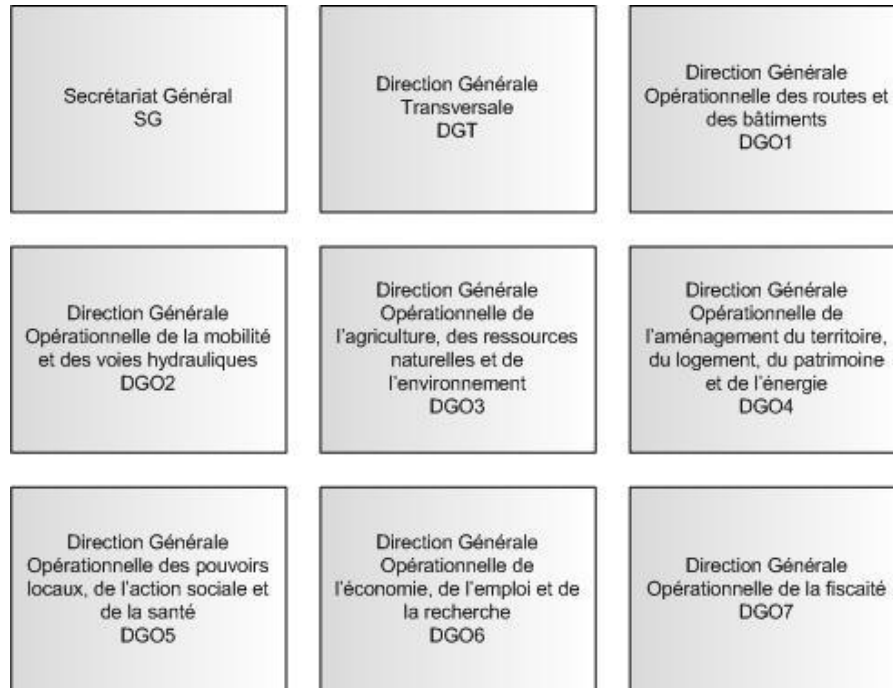 Secrétariat Général
SG
Direction Générale
Transversale
DGT
Direction Générale
Opérationnelle des routes et
des bâtiments
DGO1
Direction Générale
Opérationnelle de la mobilité
et des voies hydrauliques
DGO2
Direction Générale
Opérationnelle de
l'agriculture, des ressources
naturelles et de
l'environnement
DGO3
Direction Générale
Opérationnelle de
l'aménagement du territoire,
du logement, du patrimoine
et de l'énergie
DGO4
Direction Générale
Opérationnelle des pouvoirs
locaux, de l'action sociale et
de la santé
DGO5
Direction Générale
Opérationnelle de
l'économie, de l'emploi et de
la recherche
DGO6
Direction Générale
Opérationnelle de la fiscaité
DGO7